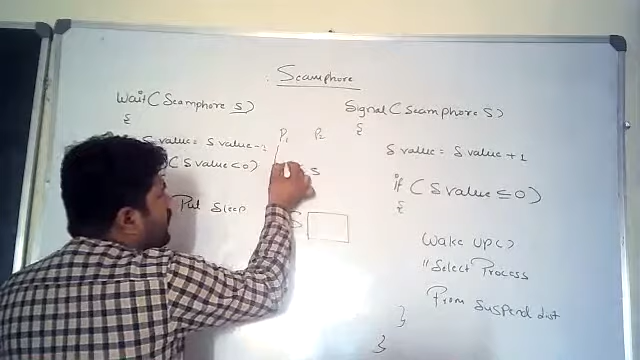 Seamphore
Wait( Seamphore S)
{
S value = S value-1
( S value<0)
Put Sleep
P1 P2
S
S
Signal( Seamphore S)
{
S value = S value +1
if ( S value ≤ 0)
{
Wake UP( )
"Select Process
From Suspend List
}
}